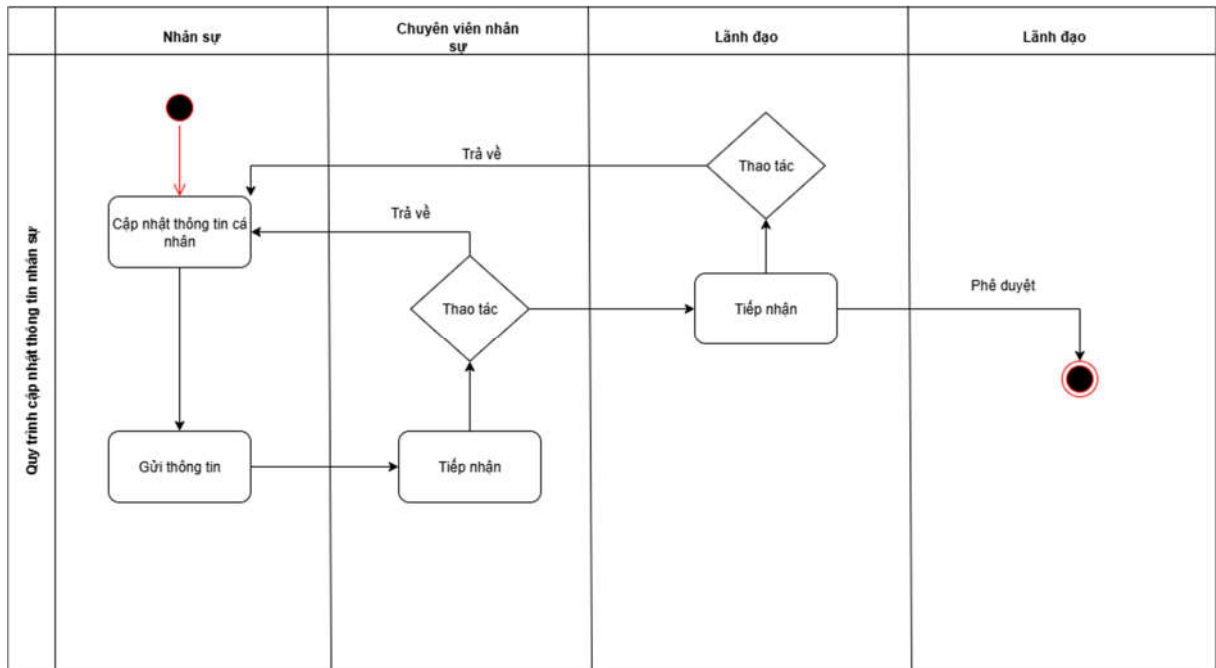 Nhân sự
Chuyên viên nhân
sự
Lãnh đạo
Lãnh đạo
Quy trình cập nhật thông tin nhân sự
Thao tác
Trả về
Cập nhật thông tin cá
nhân
Trả về
Thao tác
Tiếp nhận
Phê duyệt
Gửi thông tin
Tiếp nhận